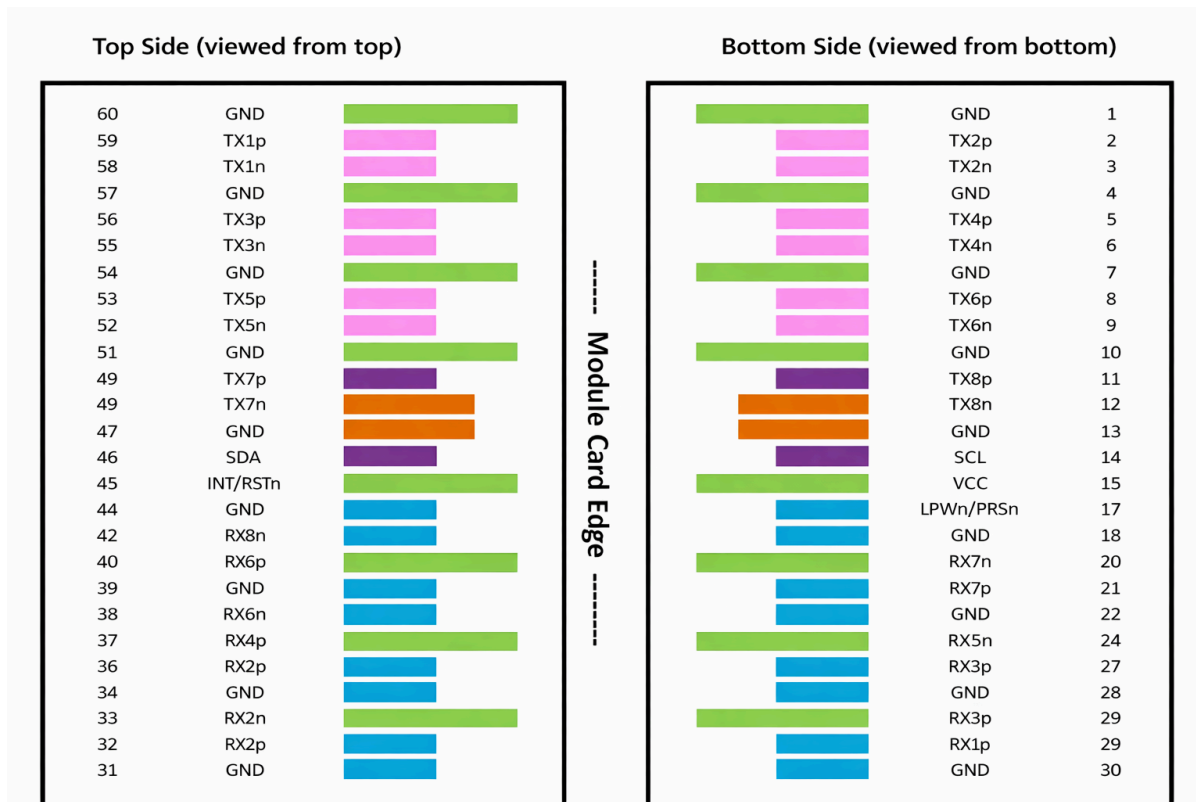 Top Side (viewed from top)
60 GND
59 TX1p
58 TX1n
57 GND
56 TX3p
55 TX3n
54 GND
53 TX5p
52 TX5n
51 GND
49 TX7p
49 TX7n
47 GND
46 SDA
45 INT/RSTn
44 GND
42 RX8n
40 RX6p
39 GND
38 RX6n
37 RX4p
36 RX2p
34 GND
33 RX2n
32 RX2p
31 GND
------ Module Card Edge --------
Bottom Side (viewed from bottom)
GND 1
TX2p 2
TX2n 3
GND 4
TX4p 5
TX4n 6
GND 7
TX6p 8
TX6n 9
GND 10
TX8p 11
TX8n 12
GND 13
SCL 14
VCC 15
LPWn/PRSn 17
GND 18
RX7n 20
RX7p 21
GND 22
RX5n 24
RX3p 27
GND 28
RX3p 29
RX1p 29
GND 30